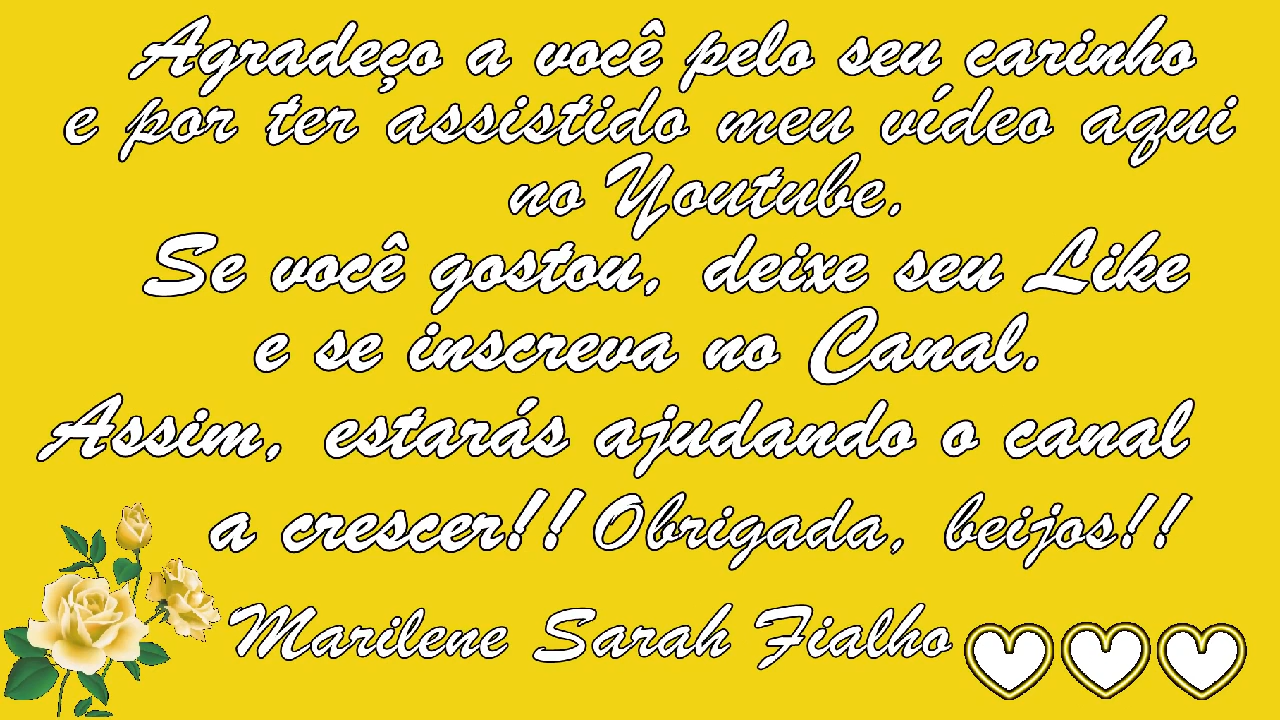 Agradeço a você pelo seu carinho
e por ter assistido meu vídeo aqui
no Youtube.
Se você gostou, deixe seu Like
e se inscreva no Canal.
Assim, estarás ajudando o canal
a crescer!! Obrigada, beijos!!
Marilene Sarah Fialho